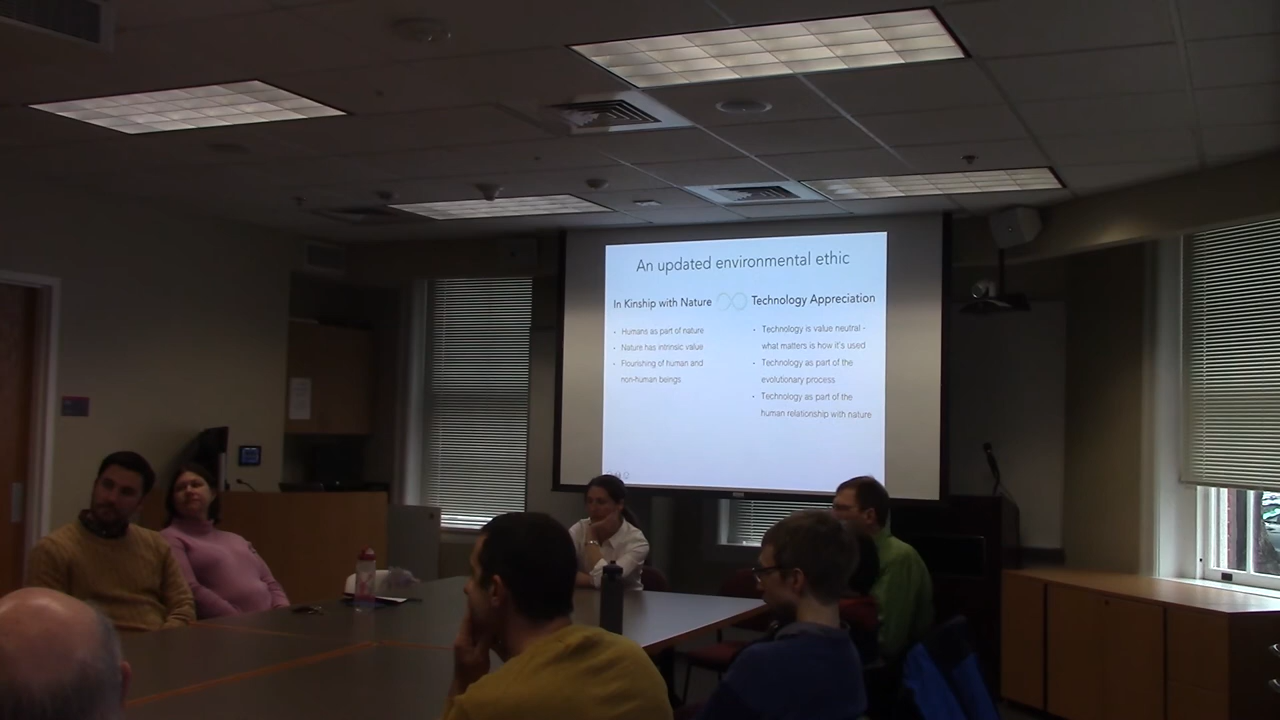 An updated environmental ethic
In Kinship with Nature
Technology Appreciation
- Humans as part of nature
- Nature has intrinsic value
- Flourishing of human and
non-human beings
- Technology is value neutral -
what matters is how it's used
- Technology as part of the
evolutionary process
- Technology as part of the
human relationship with nature